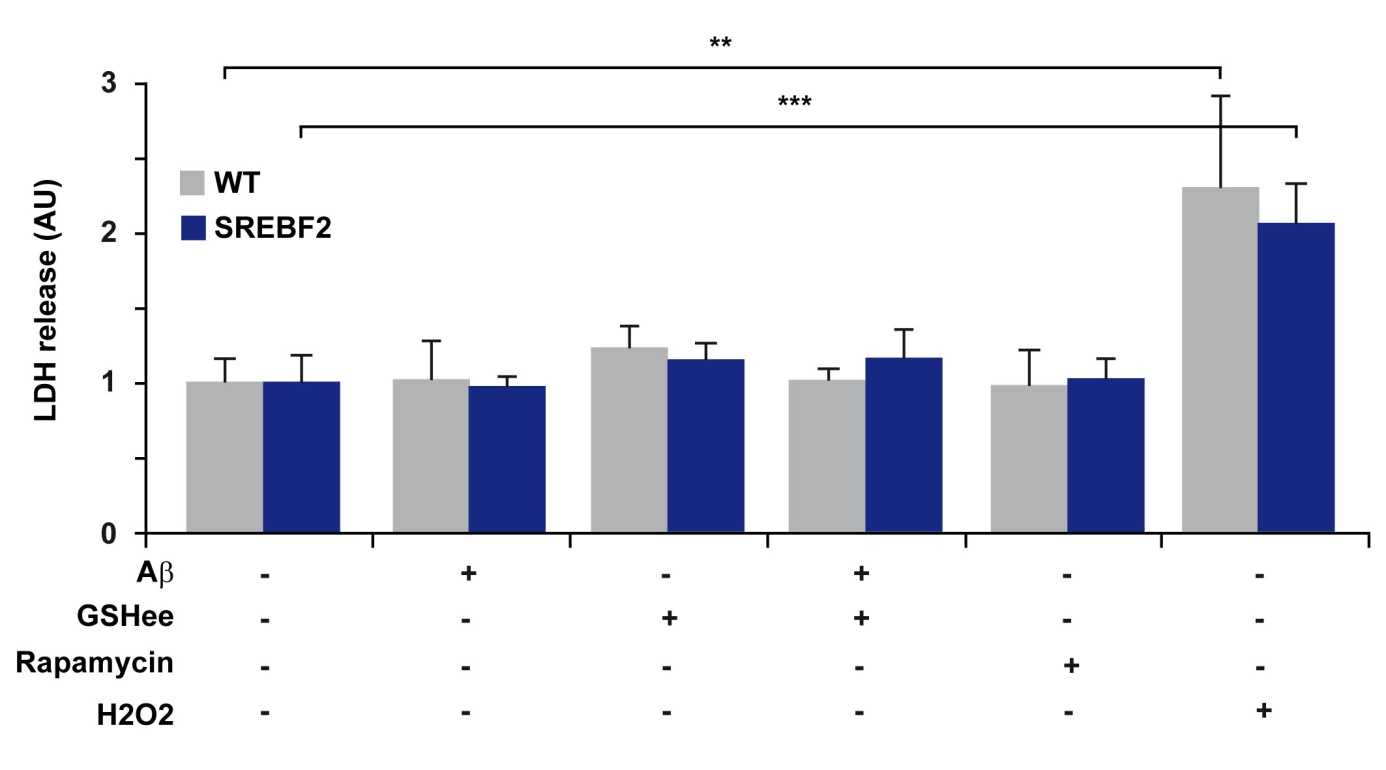 **
3
***
WT
SREBF2
2
LDH release (AU)
1
0
Aβ - + - + - -
GSHee - - + + - -
Rapamycin - - - - + -
H2O2 - - - - - +